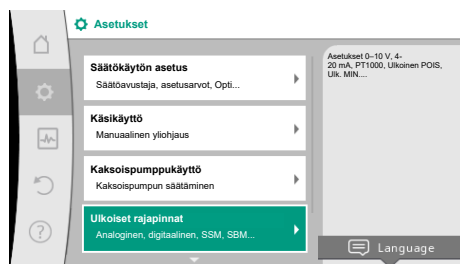 Asetukset
Säätökäytön asetus
Säätöavustaja, asetusarvot, Opti...
Käsikäyttö
Manuaalinen yliohjaus
Kaksoispumppukäyttö
Kaksoispumpun säätäminen
Ulkoiset rajapinnat
Analoginen, digitaalinen, SSM, SBM...
Asetukset 0–10 V, 4-
20 mA, PT1000, Ulkoinen POIS,
Ulk. MIN....
Language